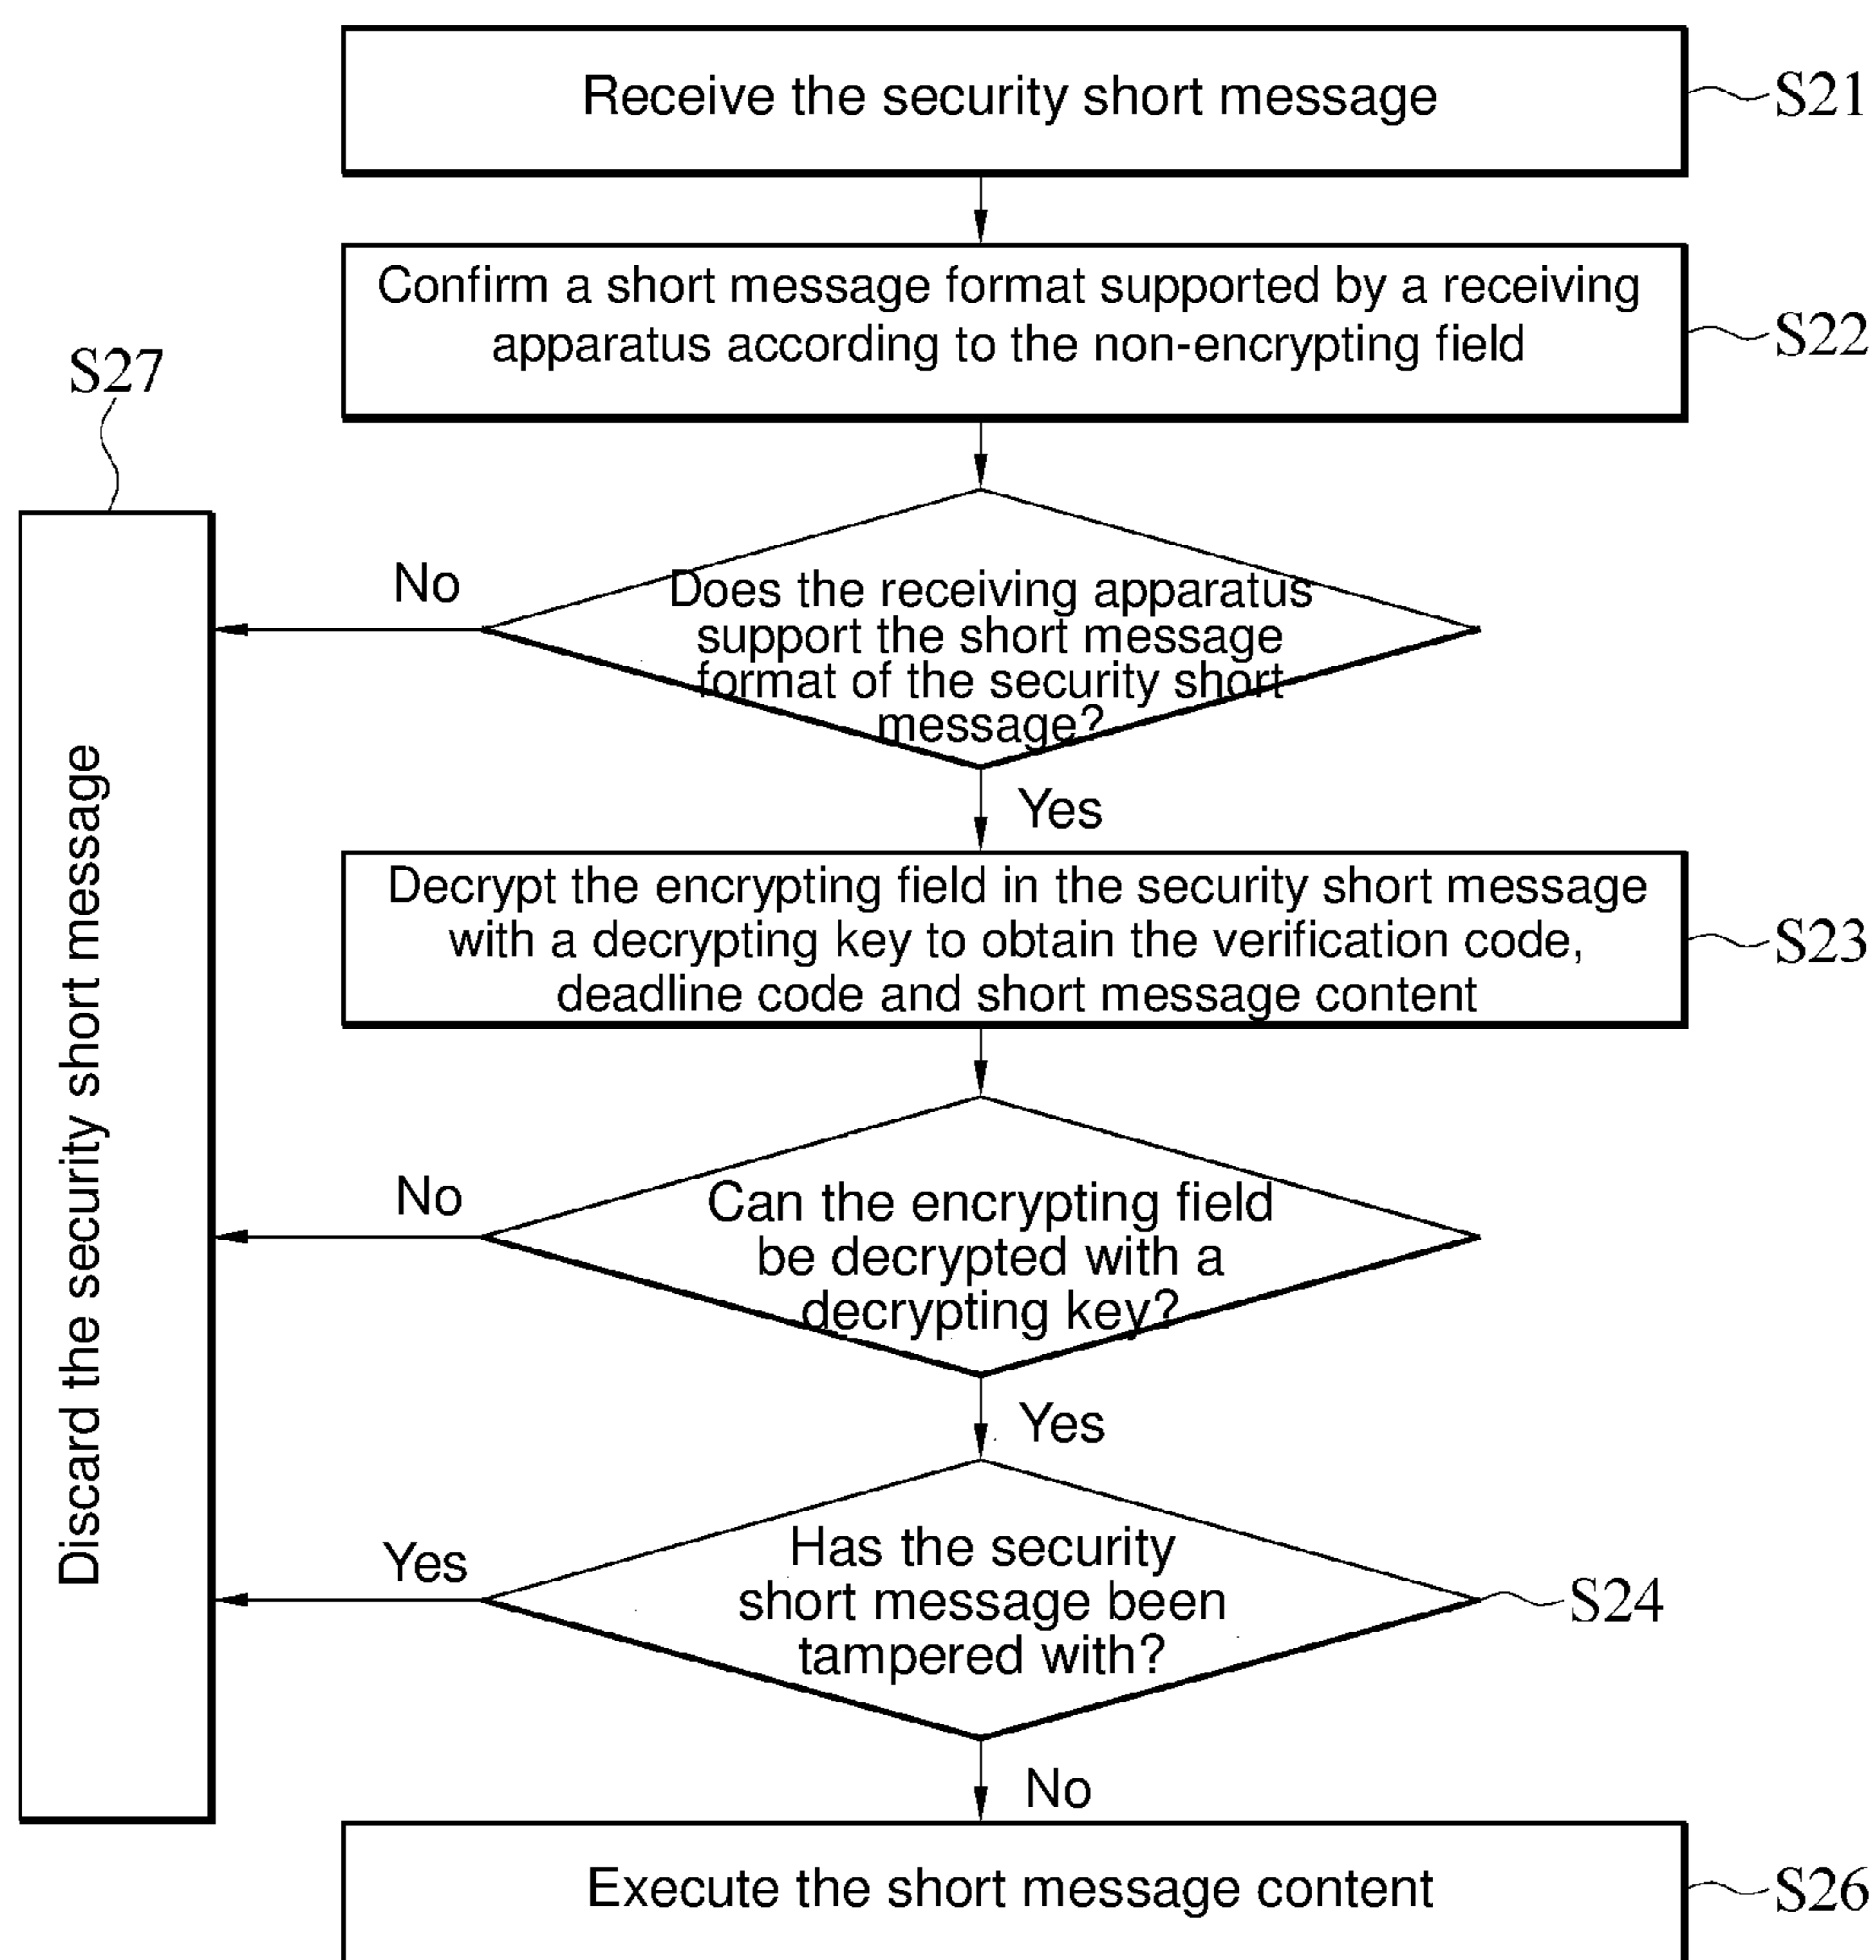 Receive the security short message
S21
Confirm a short message format supported by a receiving
apparatus according to the non-encrypting field
S22
S27
Discard the security short message
No
Does the receiving apparatus
support the short message
format of the security short
message?
Yes
Decrypt the encrypting field in the security short message
with a decrypting key to obtain the verification code,
deadline code and short message content
S23
No
Can the encrypting field
be decrypted with a
decrypting key?
Yes
Yes
Has the security
short message been
tampered with?
S24
No
Execute the short message content
S26